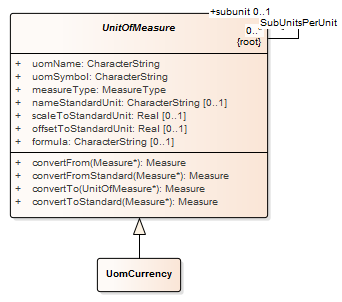 +subunit 0..1
UnitOfMeasure
SubUnitsPerUnit
0..*
{root}
+ uomName: CharacterString
+ uomSymbol: CharacterString
+ measureType: MeasureType
+ nameStandardUnit: CharacterString [0..1]
+ scaleToStandardUnit: Real [0..1]
+ offsetToStandardUnit: Real [0..1]
+ formula: CharacterString [0..1]
+ convertFrom(Measure*): Measure
+ convertFromStandard(Measure*): Measure
+ convertTo(UnitOfMeasure*): Measure
+ convertToStandard(Measure*): Measure
UomCurrency